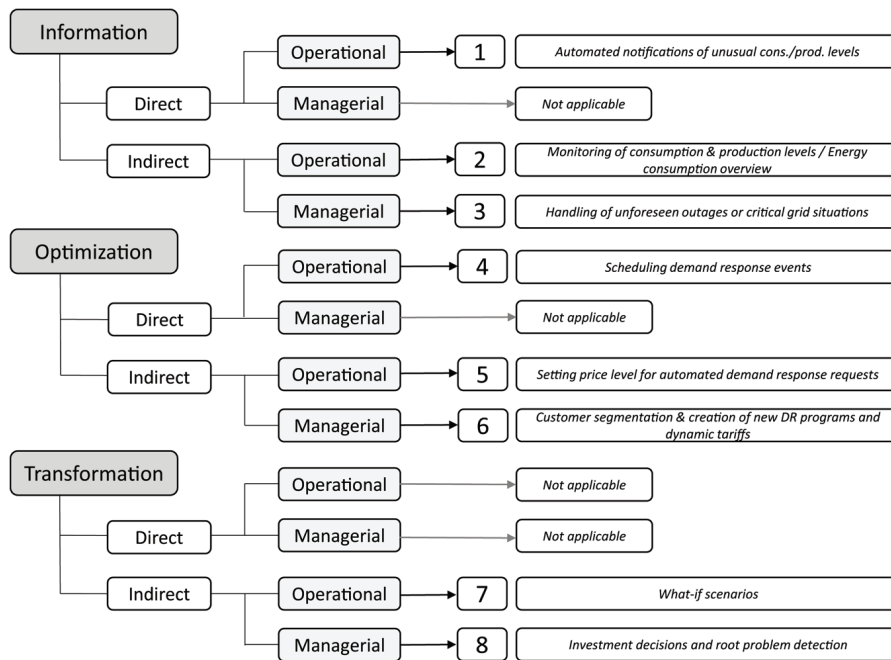 Information
Operational
1
Automated notifications of unusual cons./prod. levels
Direct
Managerial
Not applicable
Indirect
Operational
2
Monitoring of consumption & production levels / Energy
consumption overview
Managerial
3
Handling of unforeseen outages or critical grid situations
Optimization
Operational
4
Scheduling demand response events
Direct
Managerial
Not applicable
Indirect
Operational
5
Setting price level for automated demand response requests
Managerial
6
Customer segmentation & creation of new DR programs and
dynamic tariffs
Transformation
Operational
Not applicable
Direct
Managerial
Not applicable
Indirect
Operational
7
What-if scenarios
Managerial
8
Investment decisions and root problem detection